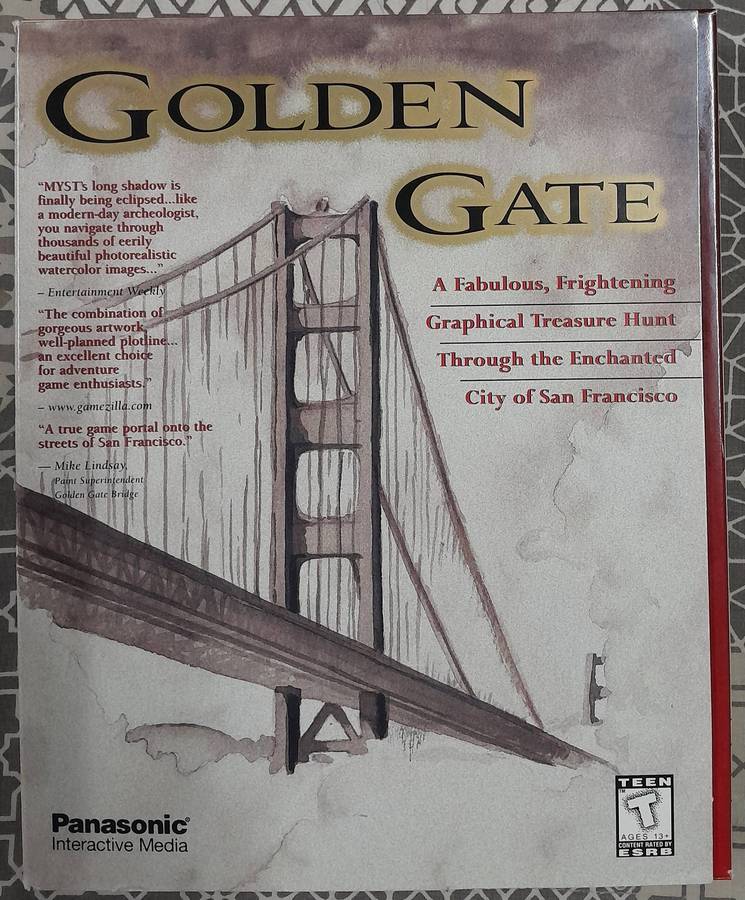 GOLDEN
GATE
“MYST's long shadow is
finally being eclipsed...like
a modern-day archeologist,
you navigate through
thousands of eerily
beautiful photorealistic
watercolor images...”
– Entertainment Weekly
“The combination of
gorgeous artwork,
well-planned plotline...
an excellent choice
for adventure
game enthusiasts.”
– www.gamezilla.com
“A true game portal onto the
streets of San Francisco.”
— Mike Lindsay,
Paint Superintendent
Golden Gate Bridge
A Fabulous, Frightening
Graphical Treasure Hunt
Through the Enchanted
City of San Francisco
Panasonic®
Interactive Media
TEEN
TM
T
AGES 13+
CONTENT RATED BY
ESRB